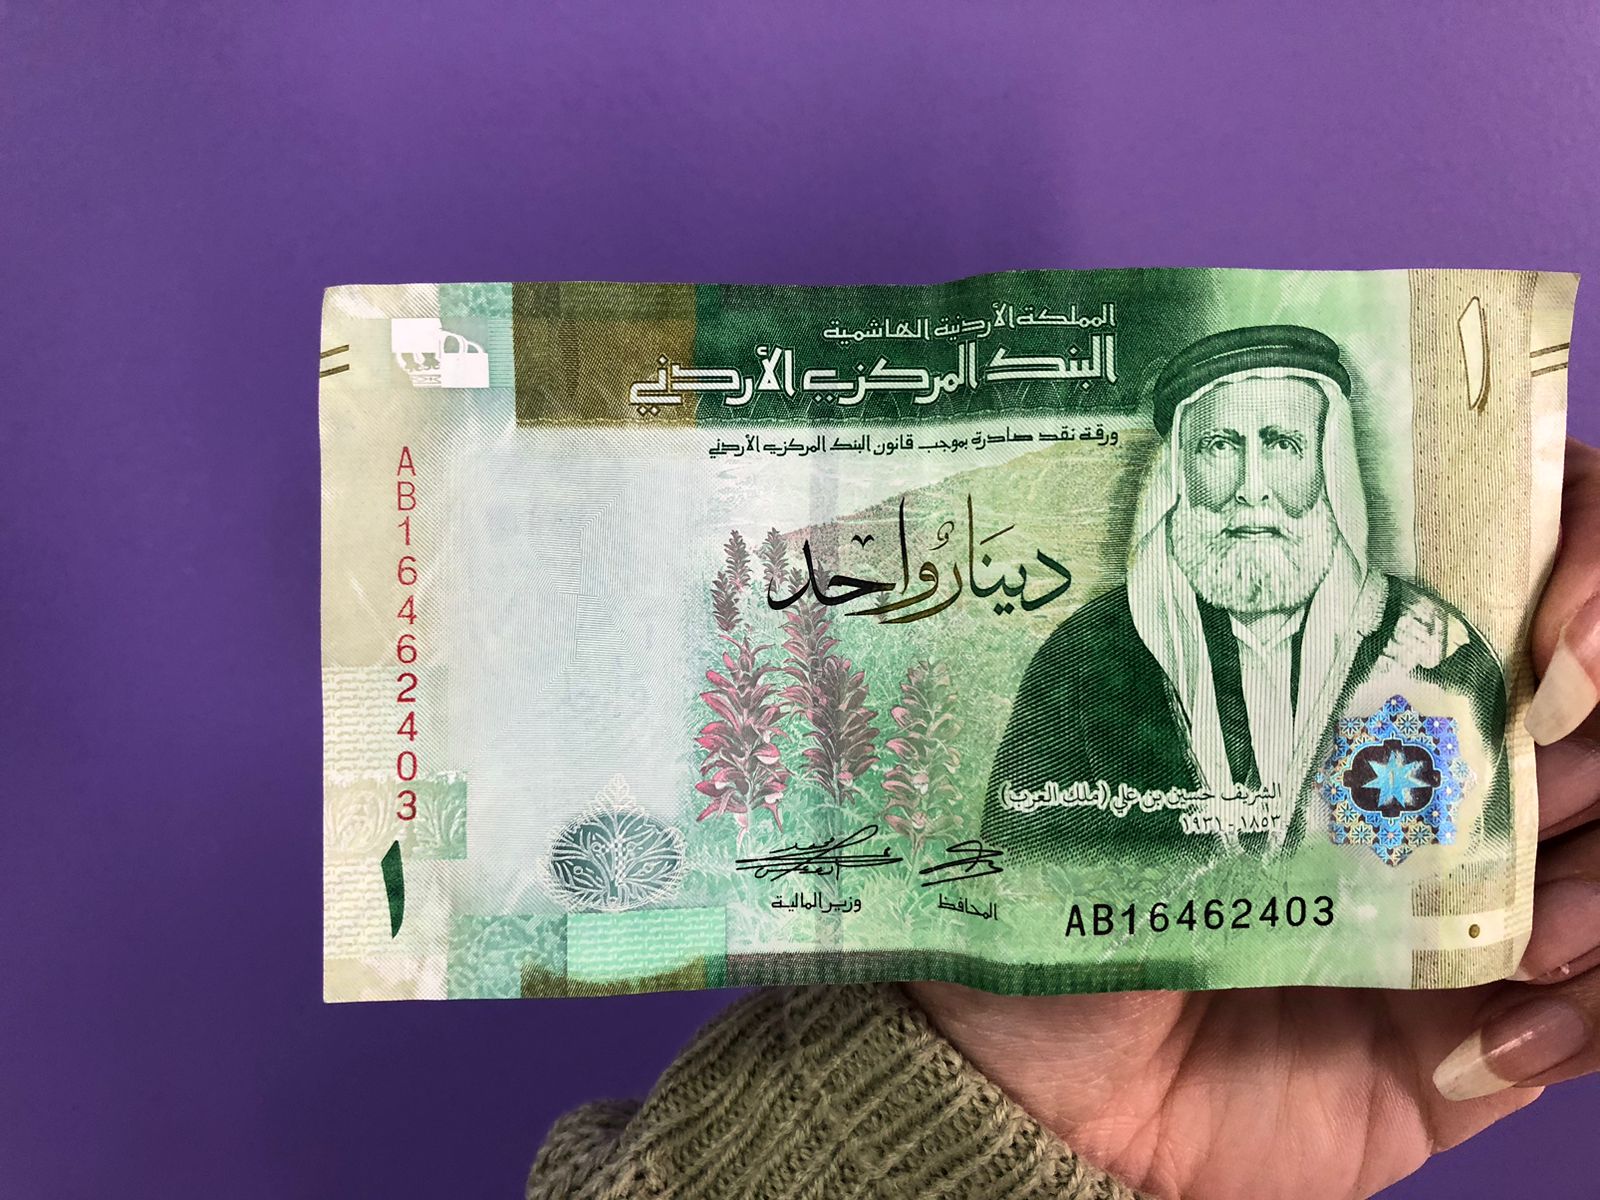 المملكة الأردنية الهاشمية
البنك المركزي الأردني
ورقة نقد صادرة بموجب قانون البنك المركزي الأردني
١
دينار واحد
AB16462403
الشريف حسين بن علي (ملك العرب)
١٨٥٣ - ١٩٣١
١
المحافظ
وزير المالية
AB16462403
١